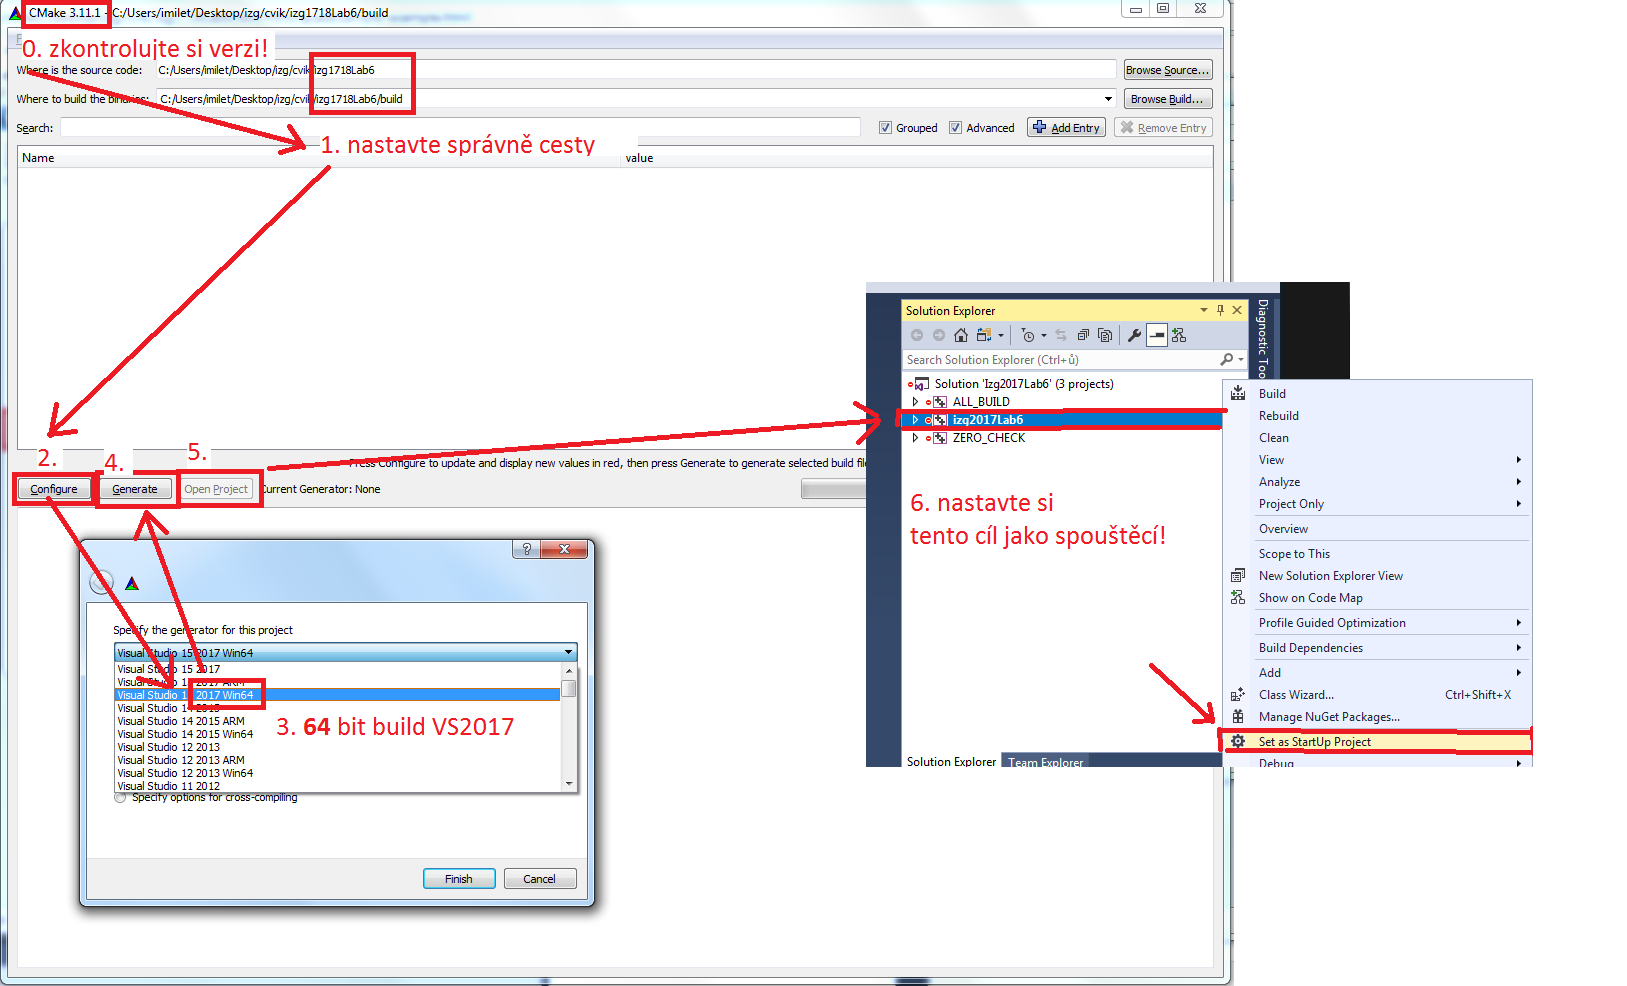 CMake 3.11.1 - C:/Users/imilet/Desktop/izg/cvik/izg1718Lab6/build
0. zkontrolujte si verzi!
Where is the source code: C:/Users/imilet/Desktop/izg/cvik/izg1718Lab6 Browse Source...
Where to build the binaries: C:/Users/imilet/Desktop/izg/cvik/izg1718Lab6/build Browse Build...
Search: Grouped Advanced Add Entry Remove Entry
1. nastavte správně cesty
Name value
2. 4. 5.
Press Configure to update and display new values in red, then press Generate to generate selected build
Configure Generate Open Project Current Generator: None
?
Specify the generator for this project
Visual Studio 15 2017 Win64
Visual Studio 15 2017
Visual Studio 15 2017 ARM
Visual Studio 15 2017 Win64
Visual Studio 14 2015
Visual Studio 14 2015 ARM
Visual Studio 14 2015 Win64
Visual Studio 12 2013
Visual Studio 12 2013 ARM
Visual Studio 12 2013 Win64
Visual Studio 11 2012
Specify options for cross-compiling
3. 64 bit build VS2017
Finish Cancel
Solution Explorer
Search Solution Explorer (Ctrl+ů)
Solution 'Izg2017Lab6' (3 projects)
ALL_BUILD
izg2017Lab6
ZERO_CHECK
6. nastavte si
tento cíl jako spouštěcí!
Solution Explorer Team Explorer
Diagnostic
Build
Rebuild
Clean
View
Analyze
Project Only
Overview
Scope to This
New Solution Explorer View
Show on Code Map
Profile Guided Optimization
Build Dependencies
Add
Class Wizard... Ctrl+Shift+X
Manage NuGet Packages...
Set as StartUp Project
Debug